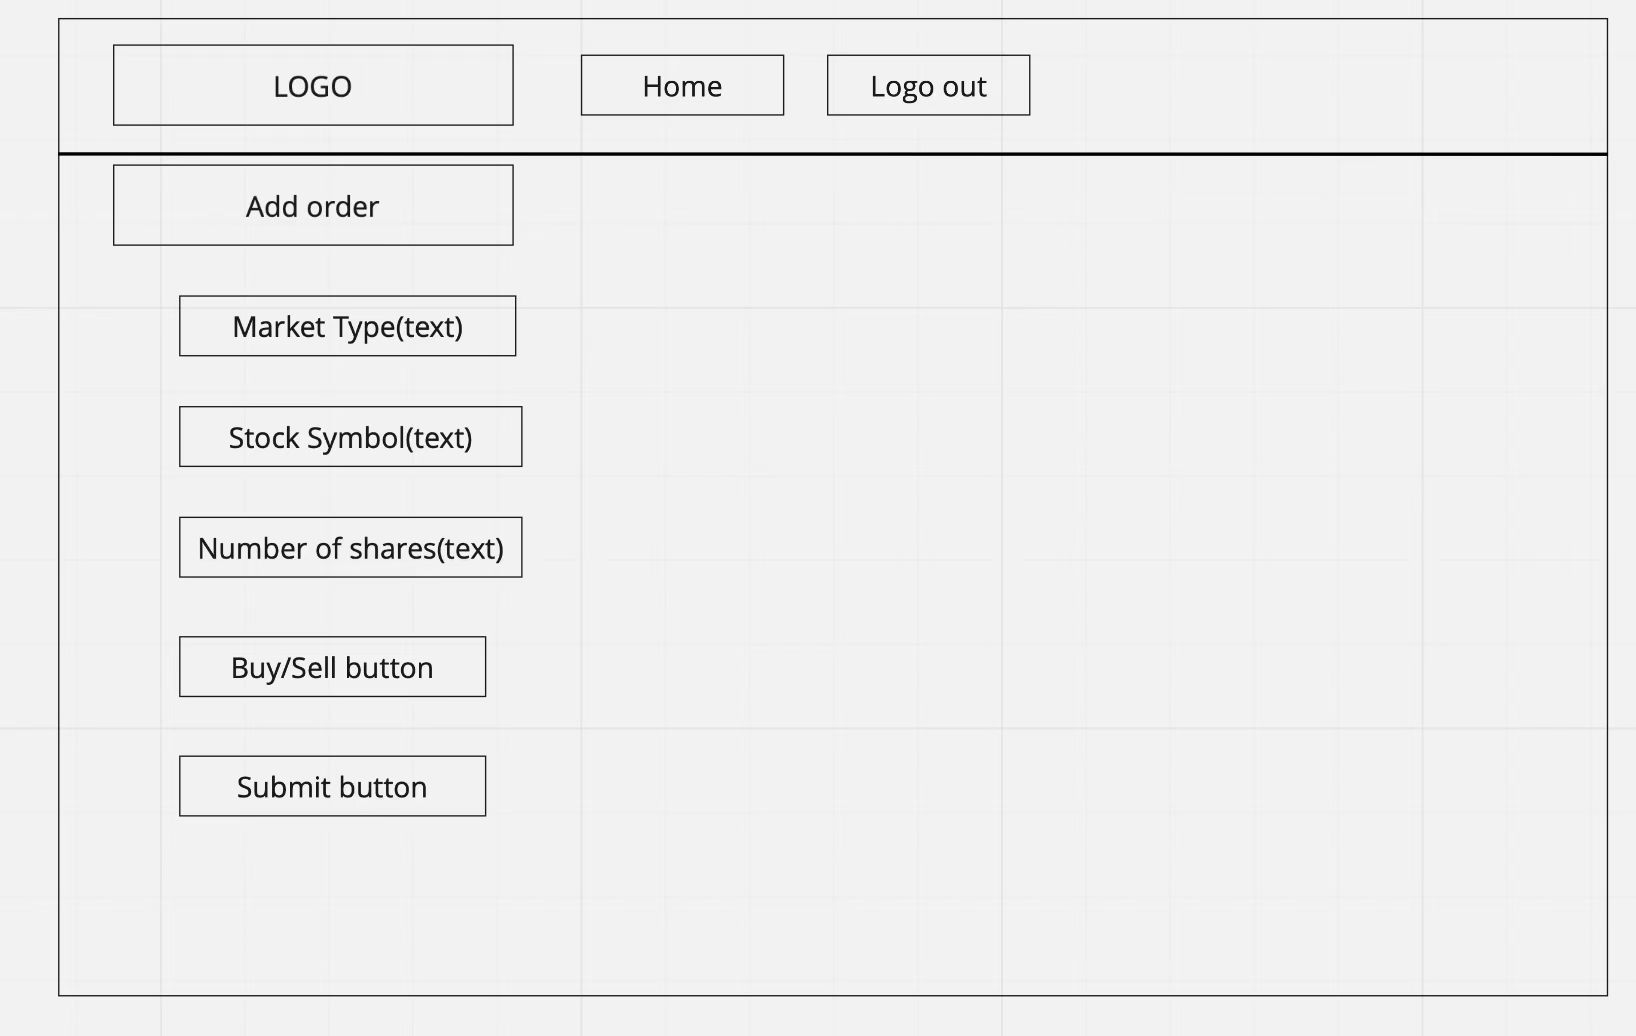 LOGO
Home
Logo out
Add order
Market Type(text)
Stock Symbol(text)
Number of shares(text)
Buy/Sell button
Submit button